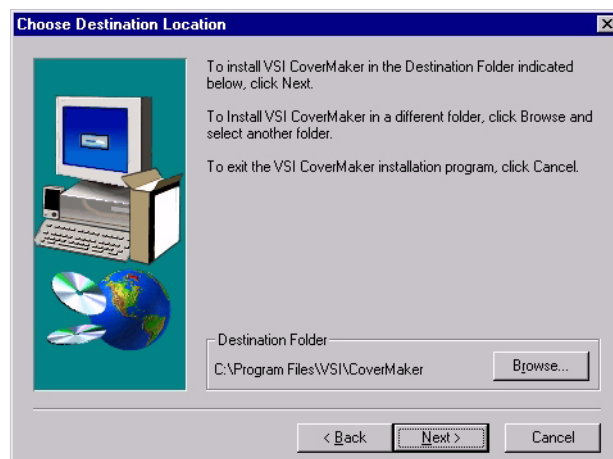 Choose Destination Location
To install VSI CoverMaker in the Destination Folder indicated
below, click Next.
To Install VSI CoverMaker in a different folder, click Browse and
select another folder.
To exit the VSI CoverMaker installation program, click Cancel.
Destination Folder
C:\Program Files\VSI\CoverMaker
Browse...
< Back
Next >
Cancel